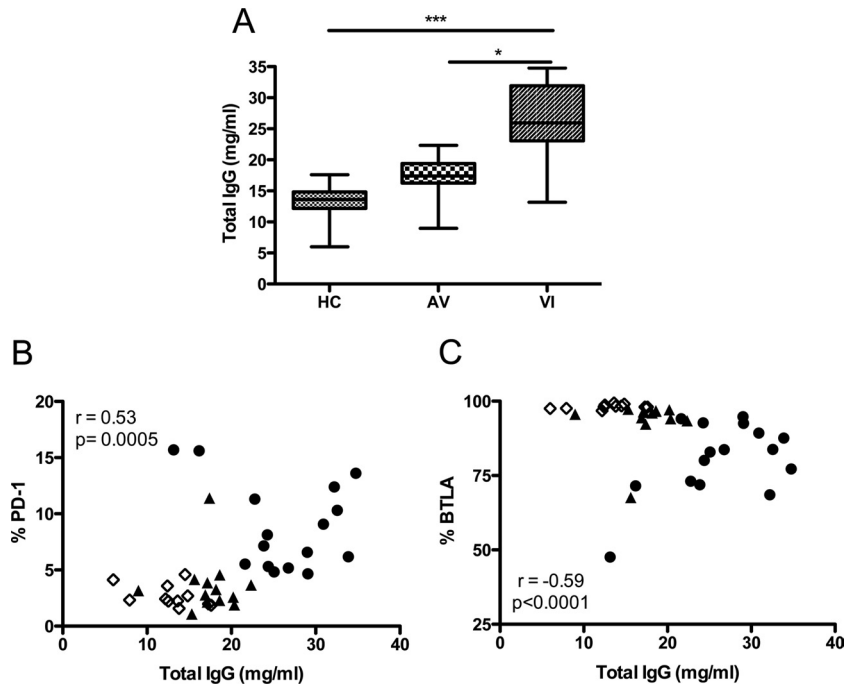 A
***
*
35
30
25
20
15
10
5
0
Total IgG (mg/ml)
HC AV VI
B
20
15
10
5
0
% PD-1
r = 0.53
p= 0.0005
0 10 20 30 40
Total IgG (mg/ml)
C
100
75
50
25
% BTLA
r = -0.59
p<0.0001
0 10 20 30 40
Total IgG (mg/ml)